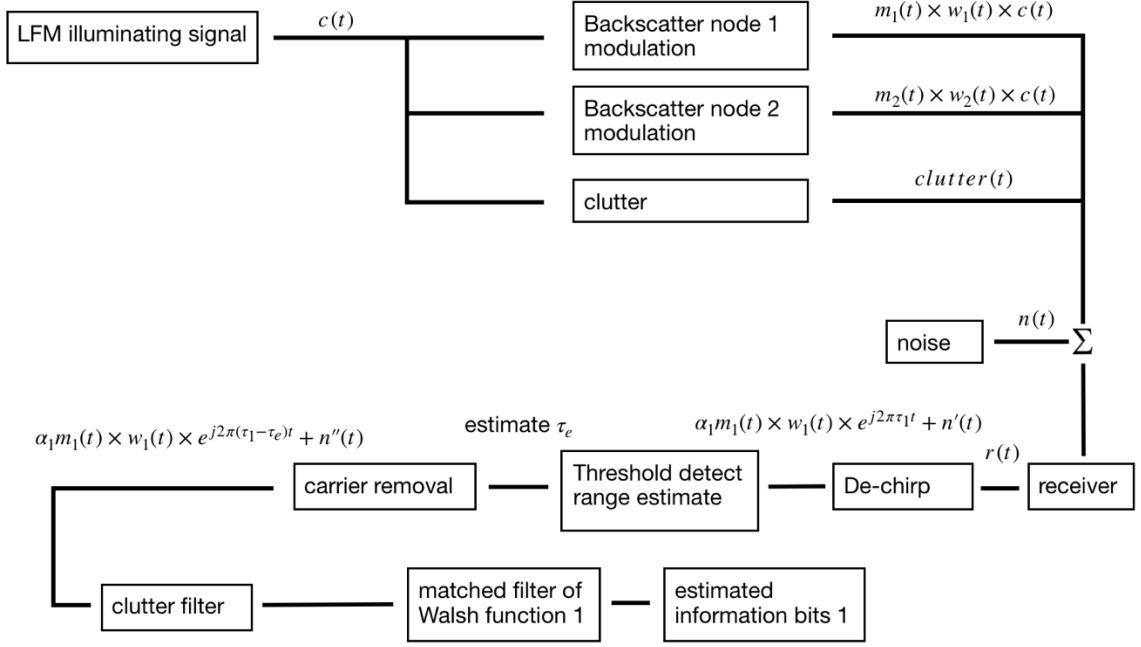 LFM illuminating signal
c(t)
Backscatter node 1
modulation
m₁(t) × w₁(t) × c(t)
Backscatter node 2
modulation
m₂(t) × w₂(t) × c(t)
clutter
clutter(t)
noise
n(t)
Σ
α₁m₁(t) × w₁(t) × e^{j2π(τ₁−τₑ)t} + n′′(t)
estimate τₑ
α₁m₁(t) × w₁(t) × e^{j2πτ₁t} + n′(t)
r(t)
carrier removal
Threshold detect
range estimate
De-chirp
receiver
clutter filter
matched filter of
Walsh function 1
estimated
information bits 1